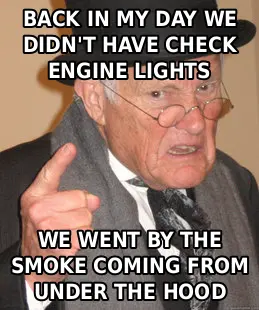 BACK IN MY DAY WE
DIDN'T HAVE CHECK
ENGINE LIGHTS
WE WENT BY THE
SMOKE COMING FROM
UNDER THE HOOD